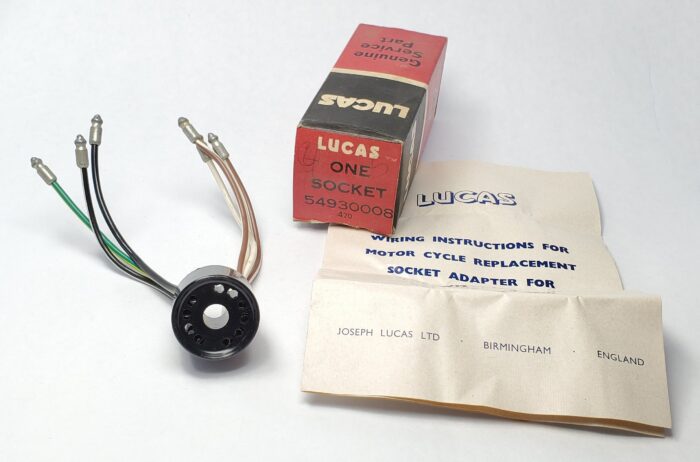 Genuine
Service
Part
LUCAS
LUCAS
ONE
SOCKET
54930008
470
LUCAS
WIRING INSTRUCTIONS FOR
MOTOR CYCLE REPLACEMENT
SOCKET ADAPTER FOR
JOSEPH LUCAS LTD · BIRMINGHAM · ENGLAND